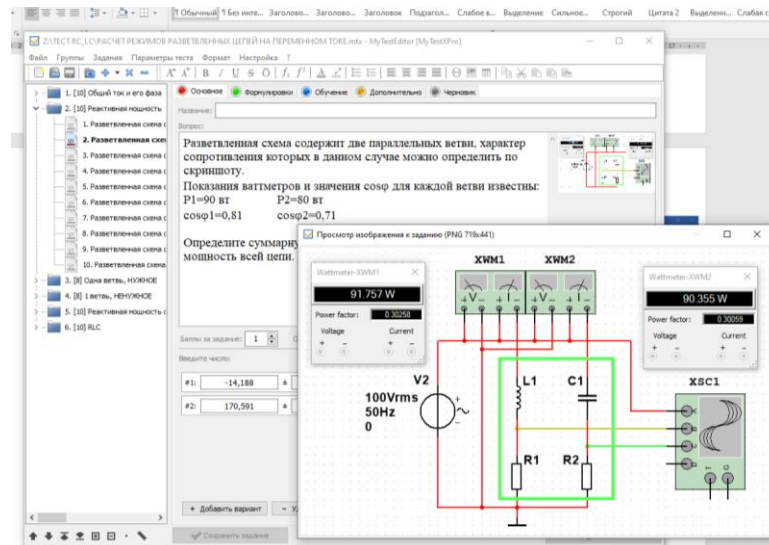 ¶ Обычный ¶ Без инте... Заголово... Заголово... Заголовок Подзагол... Слабое в... Выделение Сильное... Строгий Цитата 2 Выделенн... Слабая с
Z:\ТЕСТ RC_LC\РАСЧЕТ РЕЖИМОВ РАЗВЕТВЛЕННЫХ ЦЕПЕЙ НА ПЕРЕМЕННОМ ТОКЕ.mtx - MyTestEditor [MyTestXPro]
Файл Группы Задания Параметры теста Формат Настройка ?
1. [10] Общий ток и его фаза
2. [10] Реактивная мощность
1. Разветвленная схема с
2. Разветвленная схем
3. Разветвленная схема с
4. Разветвленная схема с
5. Разветвленная схема с
6. Разветвленная схема с
7. Разветвленная схема с
8. Разветвленная схема с
9. Разветвленная схема с
10. Разветвленная схема
3. [8] Одна ветвь, НУЖНОЕ
4. [8] 1 ветвь, НЕНУЖНОЕ
5. [10] Реактивная мощность с
6. [10] RLC
Основное Формулировки Обучение Дополнительно Черновик
Название:
Вопрос:
Разветвленная схема содержит две параллельных ветви, характер
сопротивления которых в данном случае можно определить по
скриншоту.
Показания ваттметров и значения cosφ для каждой ветви известны:
P1=90 вт P2=80 вт
cosφ1=0,81 cosφ2=0,71
Определите суммарну
мощность всей цепи.
Баллы за задание: 1
Введите число:
#1: -14,188 ±
#2: 170,591 ±
+ Добавить вариант
Сохранить задание
Просмотр изображения к заданию (PNG 719x441)
Wattmeter-XWM1
91.757 W
Power factor: 0.30258
Voltage Current
XWM1 XWM2
V I V I
Wattmeter-XWM2
90.355 W
Power factor: 0.30059
Voltage Current
V2
100Vrms
50Hz
0
L1 C1
R1 R2
XSC1